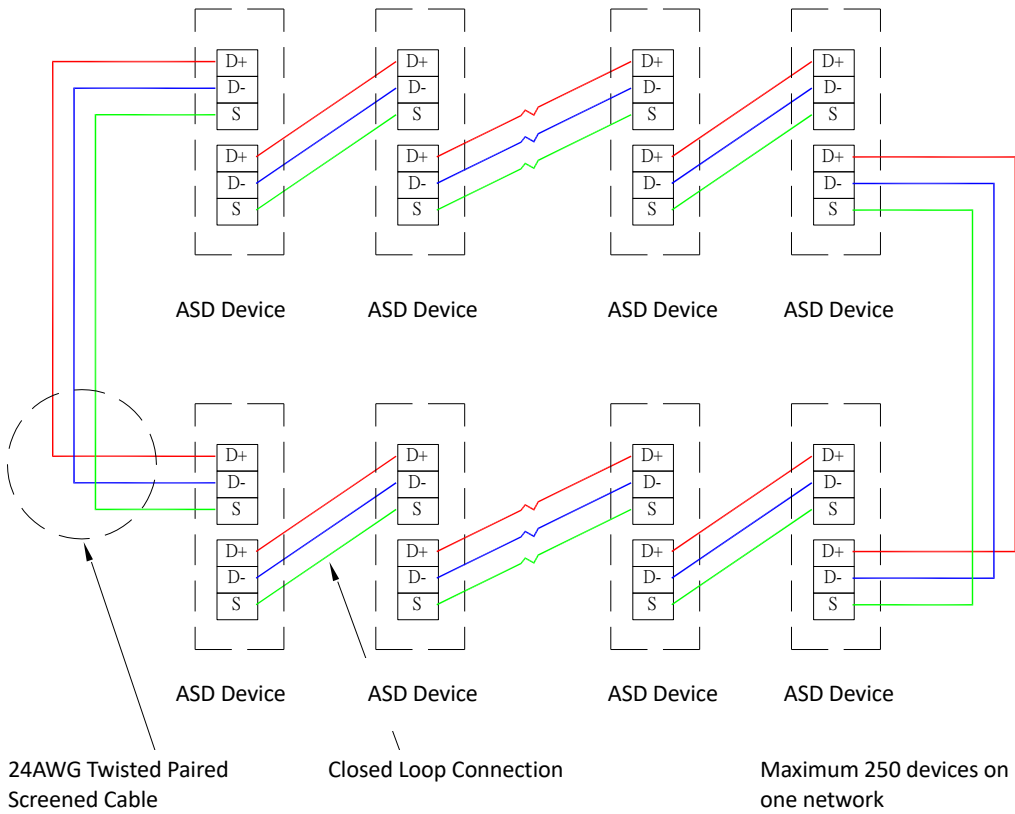 D+ D+ D+ D+
D- D- D- D-
S S S S
D+ D+ D+ D+
D- D- D- D-
S S S S
ASD Device ASD Device ASD Device ASD Device
D+ D+ D+ D+
D- D- D- D-
S S S S
D+ D+ D+ D+
D- D- D- D-
S S S S
ASD Device ASD Device ASD Device ASD Device
24AWG Twisted Paired
Screened Cable
Closed Loop Connection
Maximum 250 devices on
one network